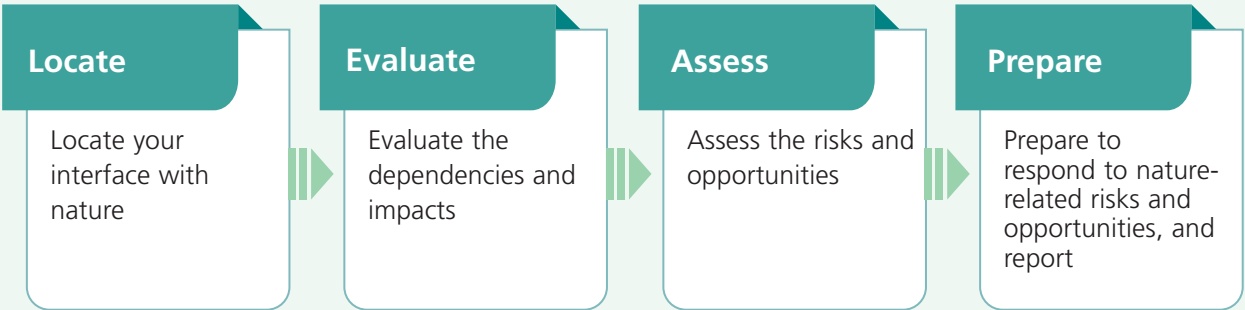 Locate
Locate your
interface with
nature
Evaluate
Evaluate the
dependencies and
impacts
Assess
Assess the risks and
opportunities
Prepare
Prepare to
respond to nature-
related risks and
opportunities, and
report